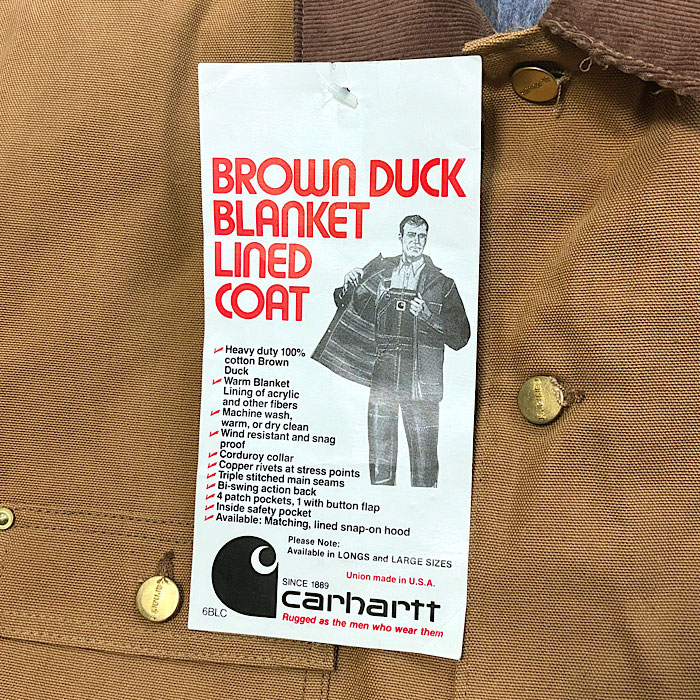 BROWN DUCK
BLANKET
LINED
COAT
Heavy duty 100%
cotton Brown
Duck
Warm Blanket
Lining of acrylic
and other fibers
Machine wash,
warm, or dry clean
Wind resistant and snag
proof
Corduroy collar
Copper rivets at stress points
Triple stitched main seams
Bi-swing action back
4 patch pockets, 1 with button flap
Inside safety pocket
Available: Matching, lined snap-on hood
Please Note:
Available in LONGS and LARGE SIZES
Union made in U.S.A.
SINCE 1889
carhartt
Rugged as the men who wear them
6BLC